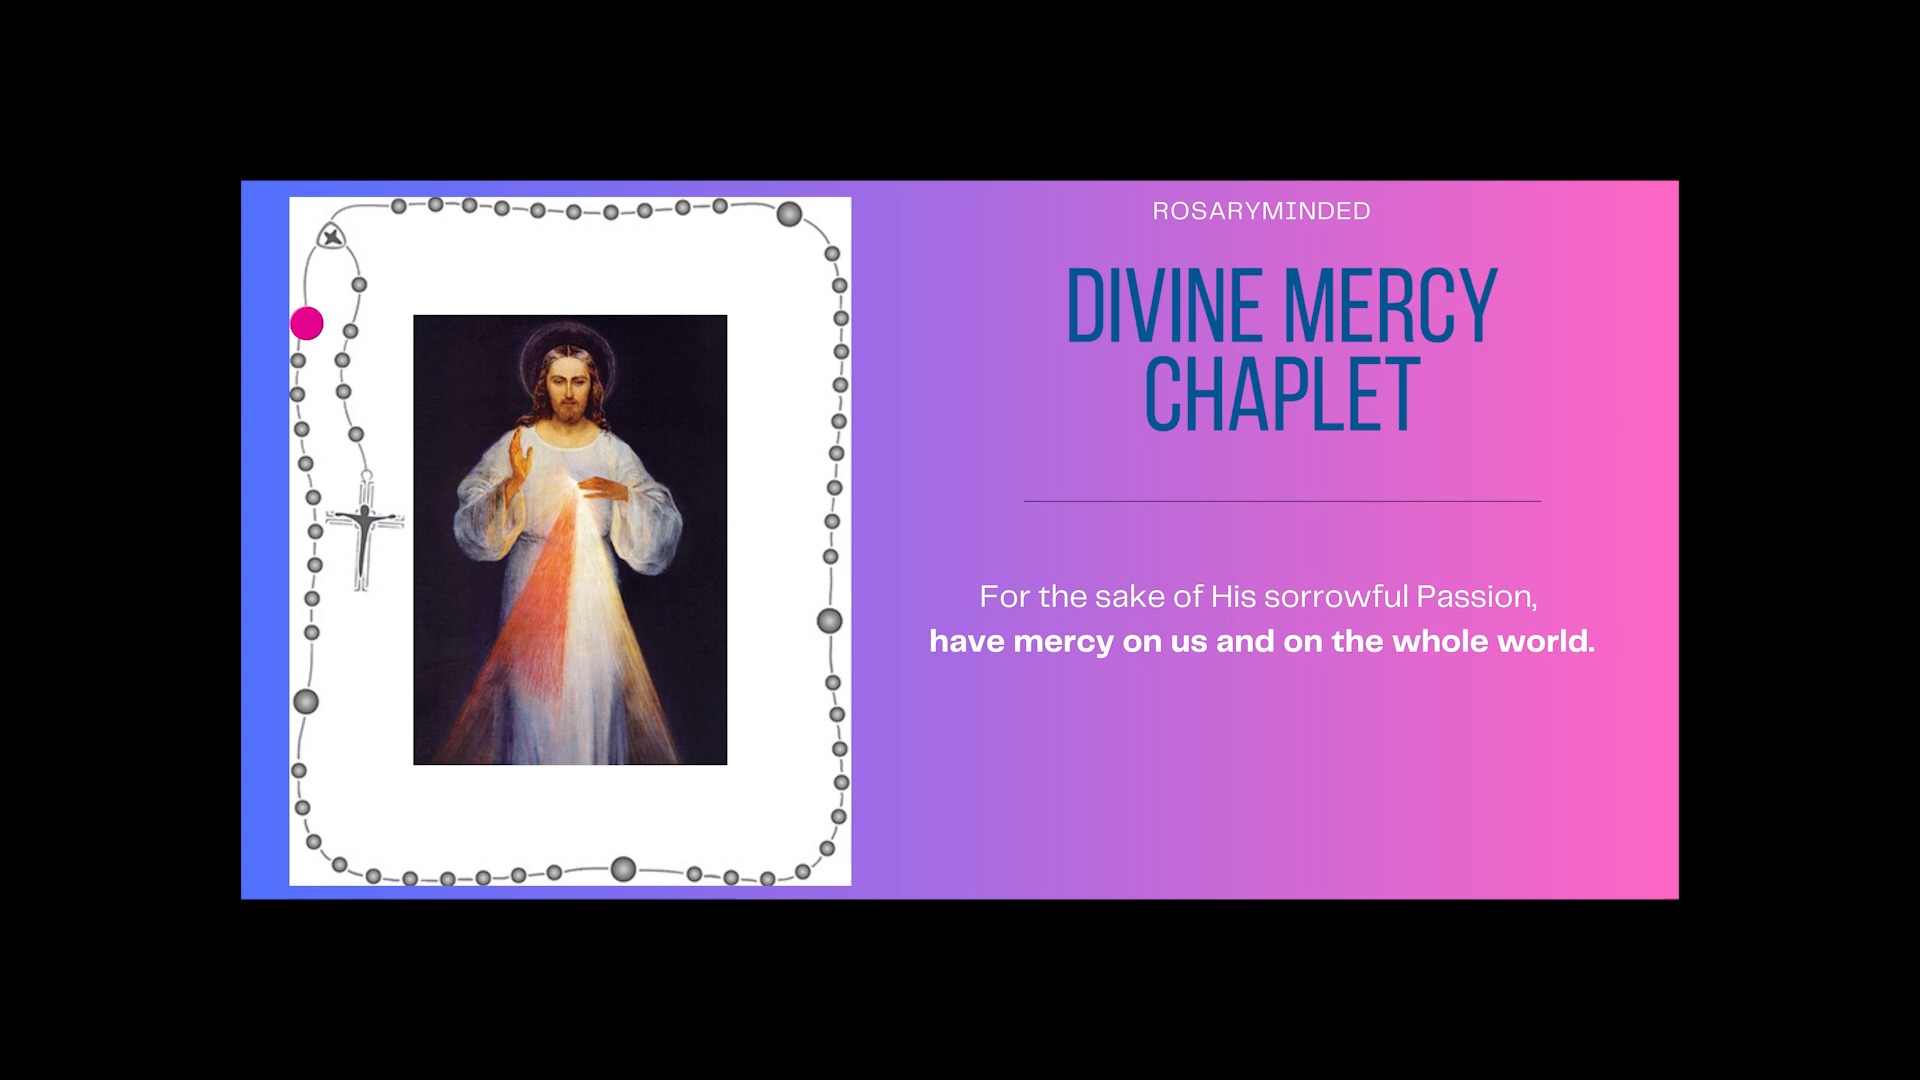 ROSARYMINDED
DIVINE MERCY
CHAPLET
For the sake of His sorrowful Passion,
have mercy on us and on the whole world.